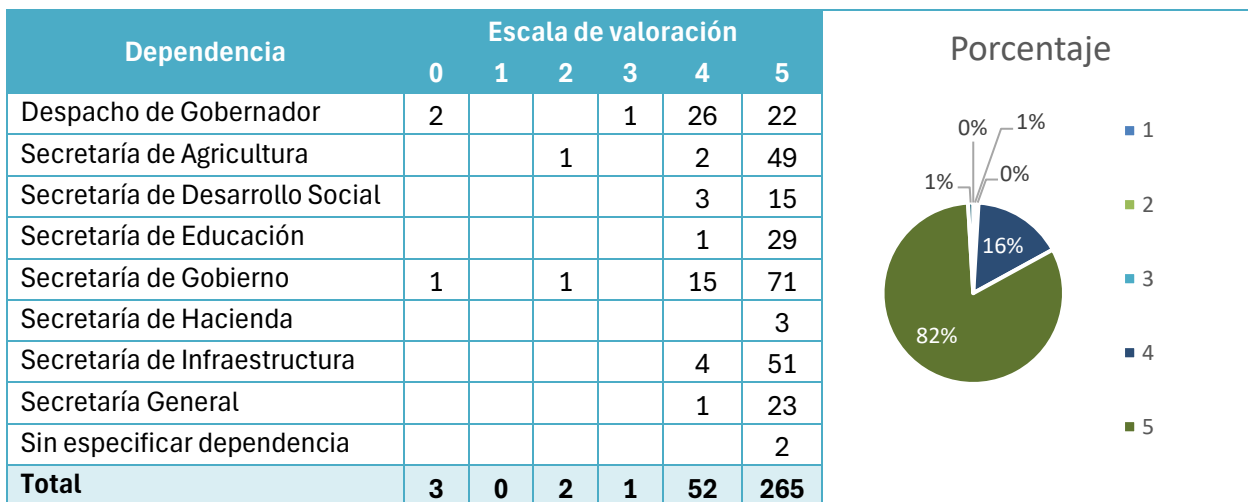 Dependencia Escala de valoración
0 1 2 3 4 5
Despacho de Gobernador 2 1 26 22
Secretaría de Agricultura 1 2 49
Secretaría de Desarrollo Social 3 15
Secretaría de Educación 1 29
Secretaría de Gobierno 1 1 15 71
Secretaría de Hacienda 3
Secretaría de Infraestructura 4 51
Secretaría General 1 23
Sin especificar dependencia 2
Total 3 0 2 1 52 265
Porcentaje
0% 1%
1% 0%
16%
82%
1
2
3
4
5